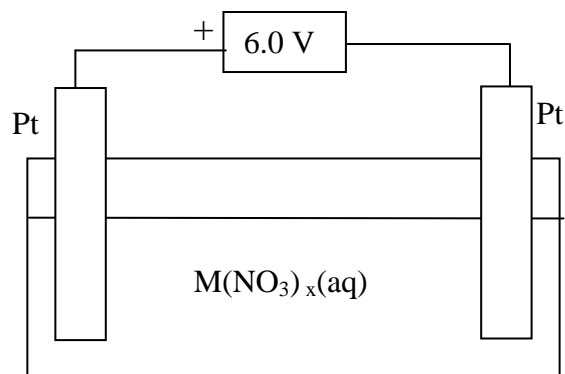 + 6.0 V
Pt Pt
M(NO₃) ₓ(aq)